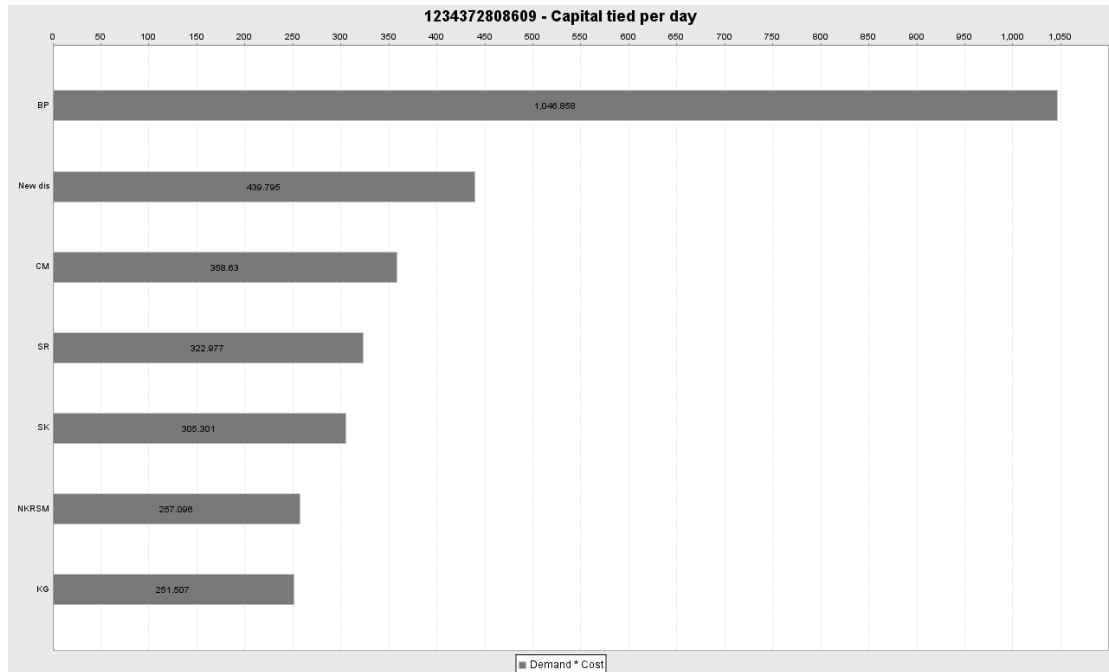 1234372808609 - Capital tied per day
0 50 100 150 200 250 300 350 400 450 500 550 600 650 700 750 800 850 900 950 1,000 1,050
BP 1,046.858
New dis 439.795
CM 358.63
SR 322.977
SK 305.301
NKRSM 257.096
KG 251.507
Demand * Cost